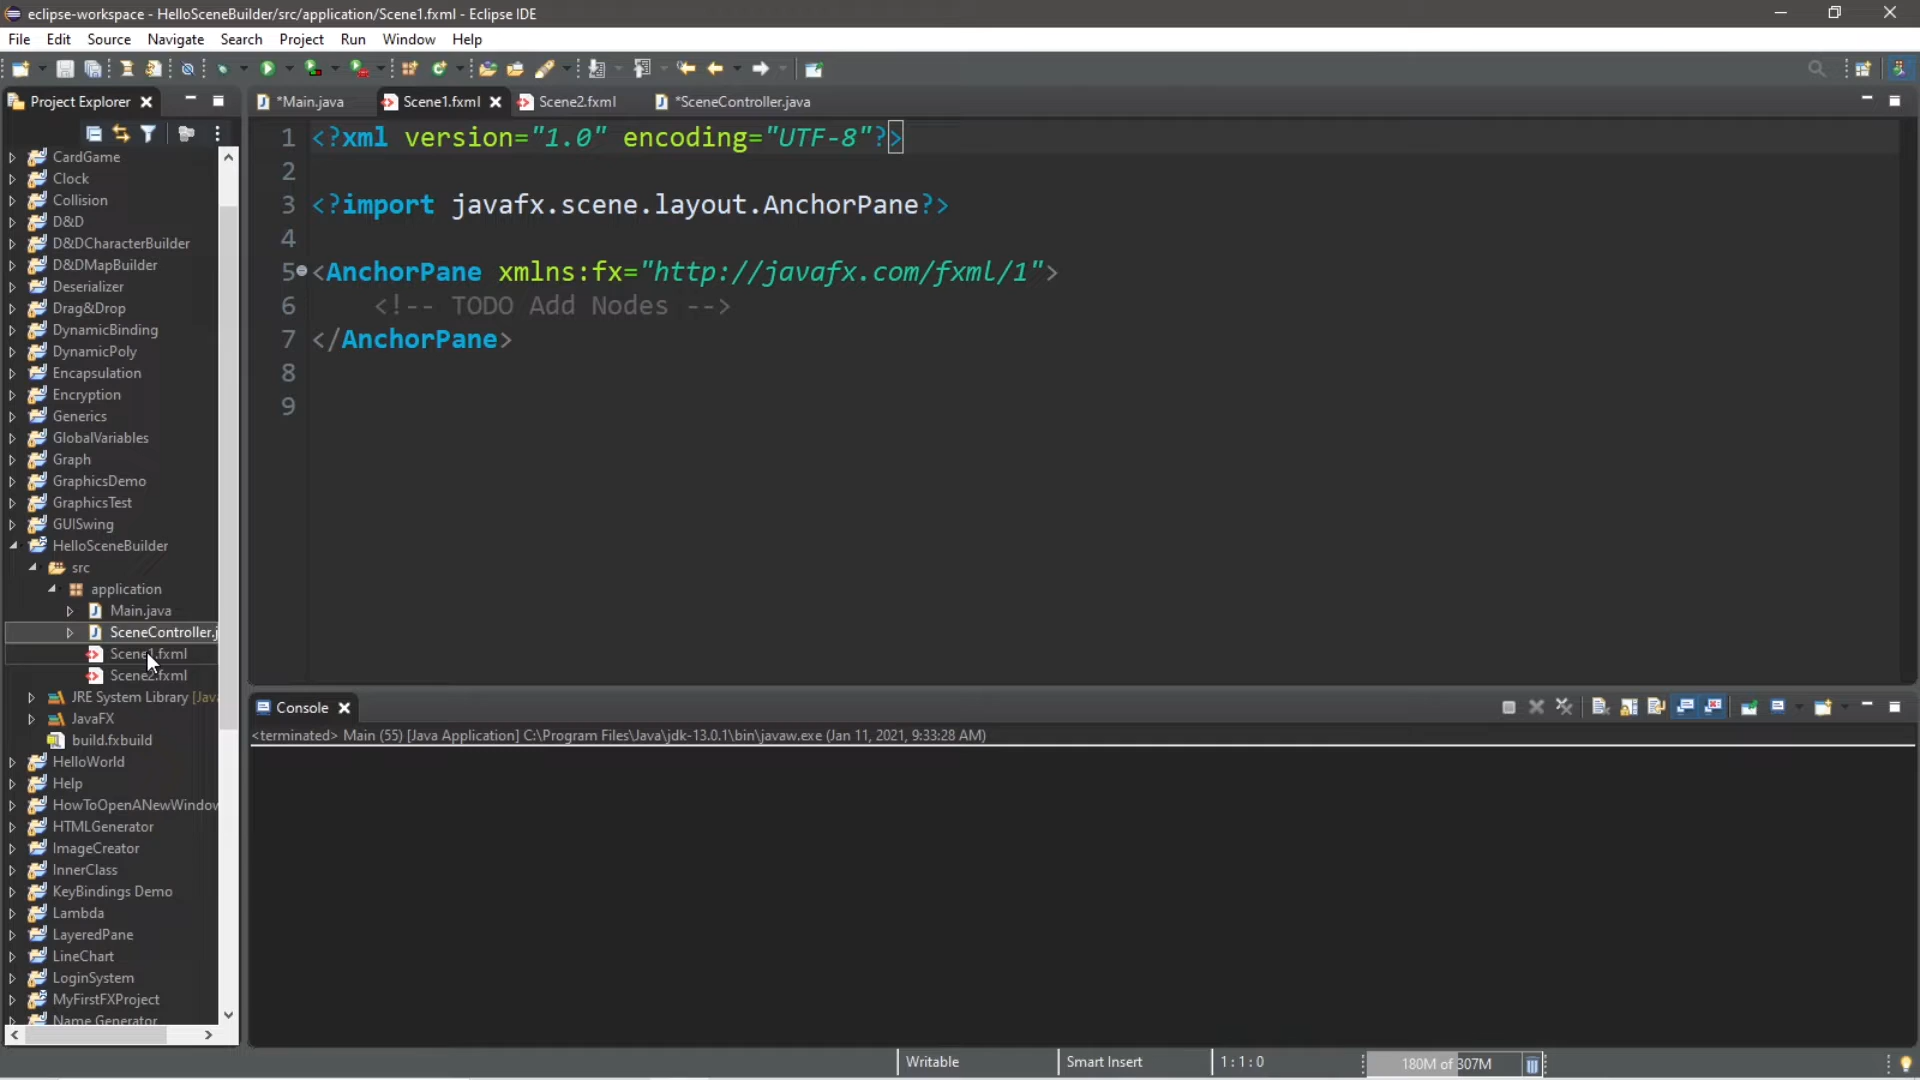 eclipse-workspace - HelloSceneBuilder/src/application/Scene1.fxml - Eclipse IDE
File Edit Source Navigate Search Project Run Window Help
Project Explorer
*Main.java Scene1.fxml Scene2.fxml *SceneController.java
CardGame
Clock
Collision
D&D
D&DCharacterBuilder
D&DMapBuilder
Deserializer
Drag&Drop
DynamicBinding
DynamicPoly
Encapsulation
Encryption
Generics
GlobalVariables
Graph
GraphicsDemo
GraphicsTest
GUISwing
HelloSceneBuilder
src
application
Main.java
SceneController.j
Scene1.fxml
Scene2.fxml
JRE System Library [Jav
JavaFX
build.fxbuild
HelloWorld
Help
HowToOpenANewWindow
HTMLGenerator
ImageCreator
InnerClass
KeyBindings Demo
Lambda
LayeredPane
LineChart
LoginSystem
MyFirstFXProject
Name Generator
1 <?xml version="1.0" encoding="UTF-8"?>
2
3 <?import javafx.scene.layout.AnchorPane?>
4
5 <AnchorPane xmlns:fx="http://javafx.com/fxml/1">
6 <!-- TODO Add Nodes -->
7 </AnchorPane>
8
9
Console
<terminated> Main (55) [Java Application] C:\Program Files\Java\jdk-13.0.1\bin\javaw.exe (Jan 11, 2021, 9:33:28 AM)
Writable Smart Insert 1:1:0 180M of 307M